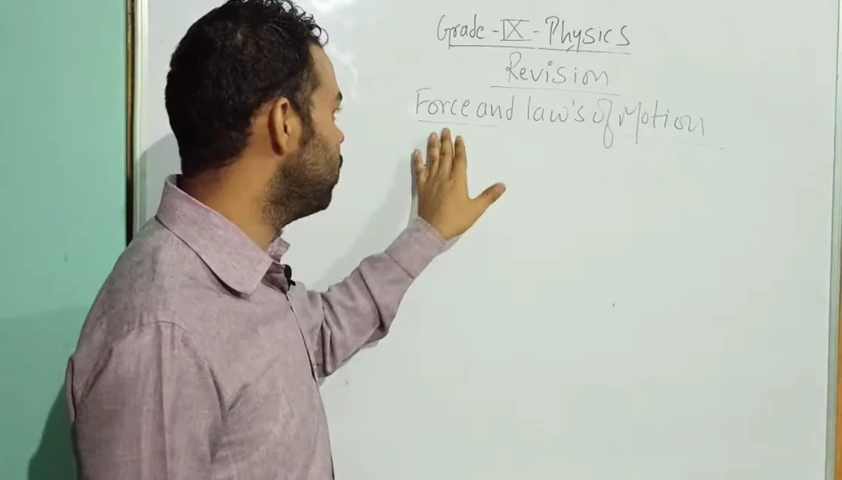 Grade - IX - Physics
Revision
Force and law's of Motion